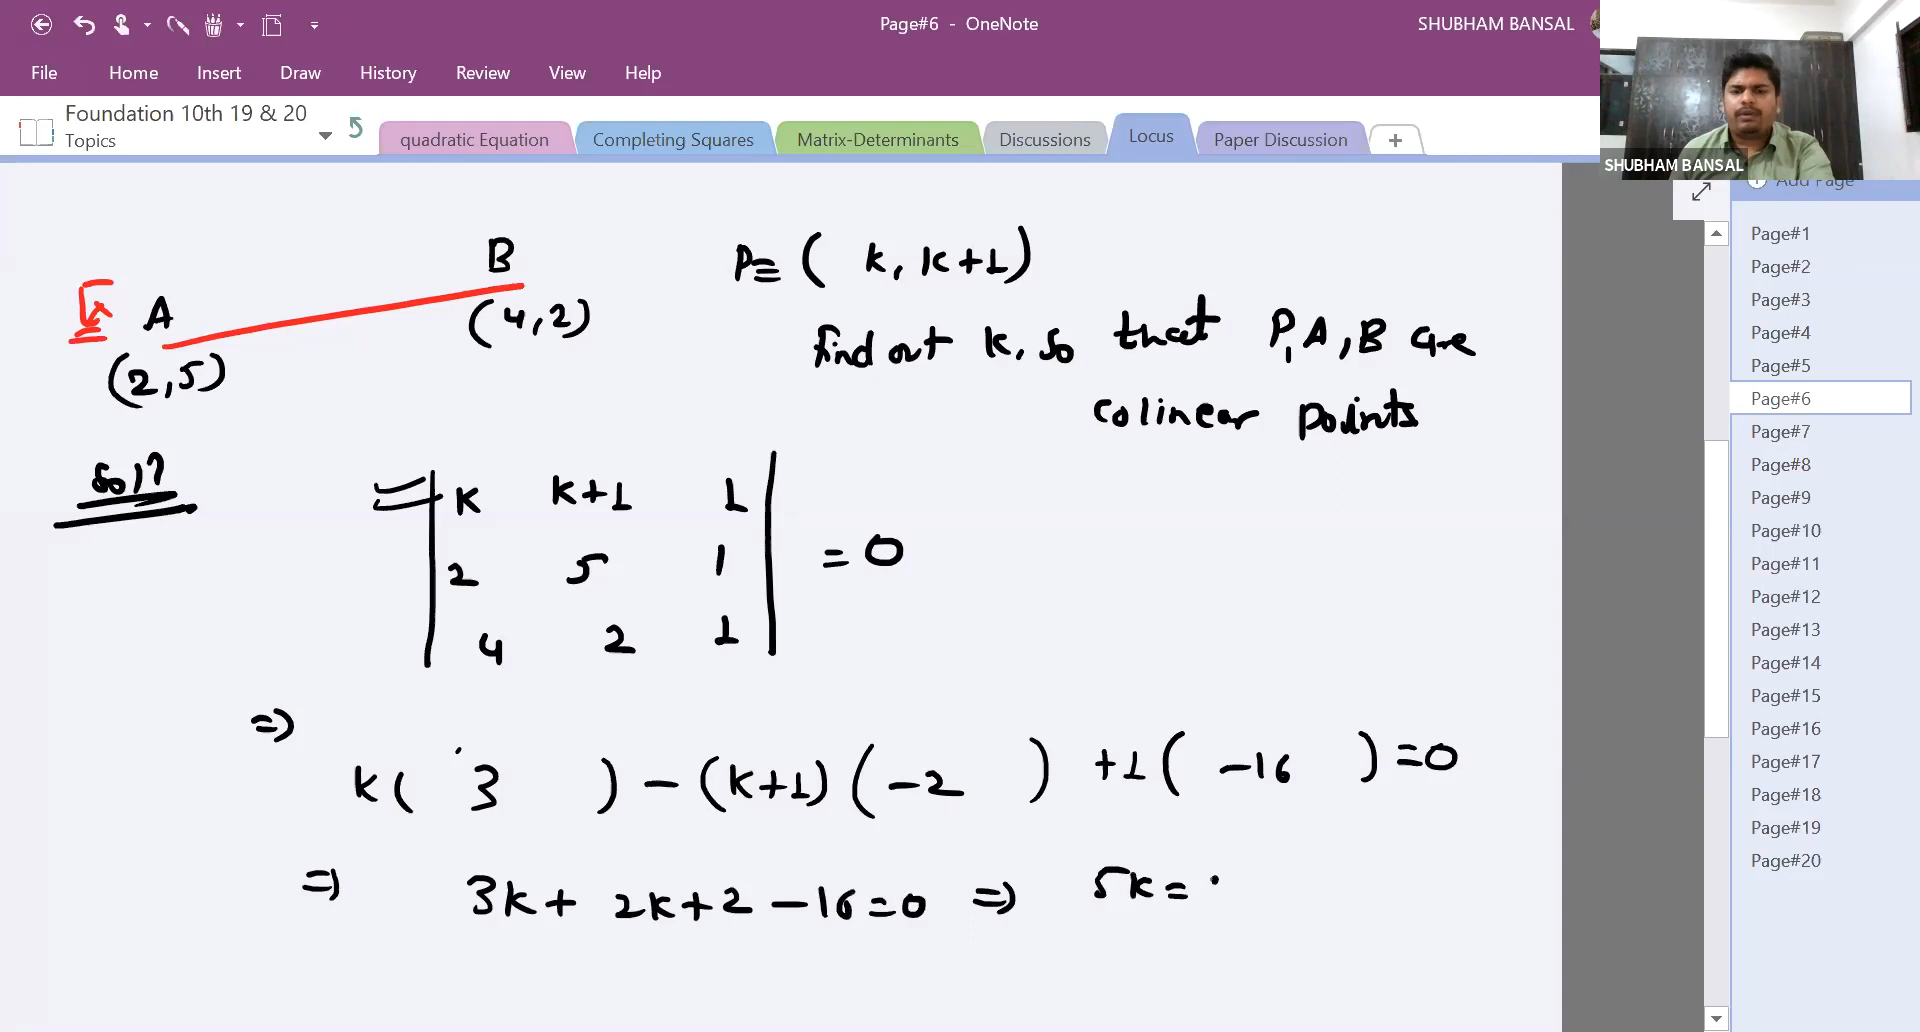 Page#6 - OneNote
SHUBHAM BANSAL
File Home Insert Draw History Review View Help
Foundation 10th 19 & 20
Topics
quadratic Equation
Completing Squares
Matrix-Determinants
Discussions
Locus
Paper Discussion
+
SHUBHAM BANSAL
Add Page
A
(2,5)
B
(4,2)
P≡ ( k, k+1)
find out k, so that P, A, B are
colinear points
Sol?
| k k+1 1 |
| 2 5 1 | = 0
| 4 2 1 |
⇒
k( 3 ) - (k+1) ( -2 ) +1( -16 ) =0
⇒ 3k+ 2k+2 -16=0 ⇒ 5k=
Page#1
Page#2
Page#3
Page#4
Page#5
Page#6
Page#7
Page#8
Page#9
Page#10
Page#11
Page#12
Page#13
Page#14
Page#15
Page#16
Page#17
Page#18
Page#19
Page#20